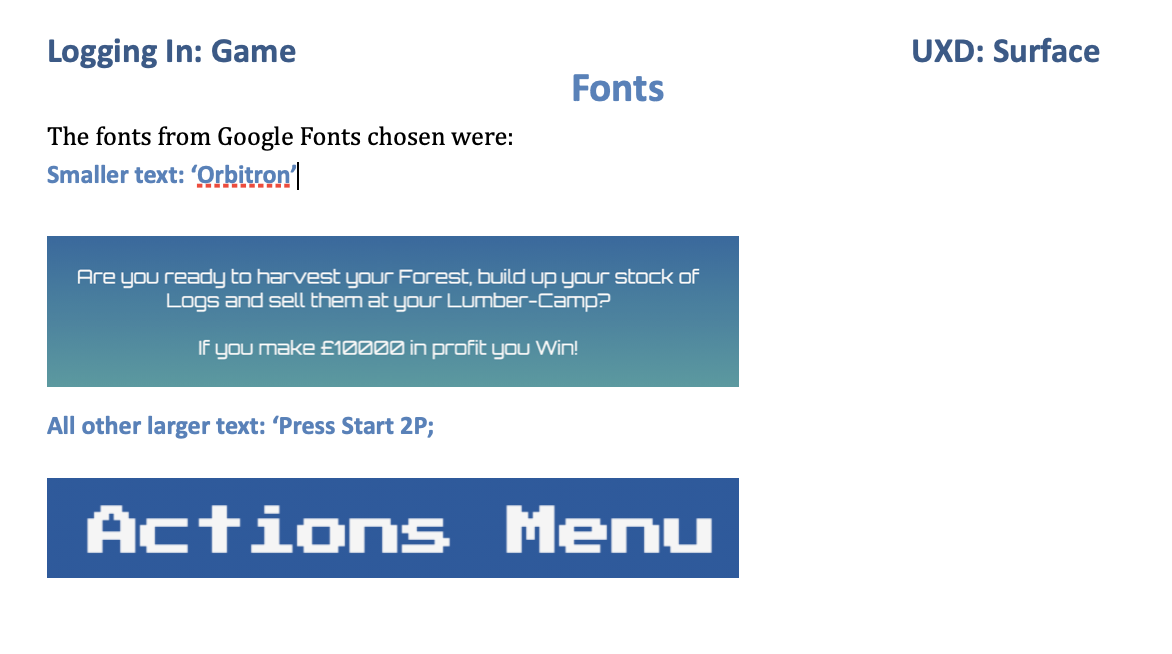 Logging In: Game
UXD: Surface
Fonts
The fonts from Google Fonts chosen were:
Smaller text: ‘Orbitron’
Are you ready to harvest your Forest, build up your stock of
Logs and sell them at your Lumber-Camp?
If you make £10000 in profit you Win!
All other larger text: ‘Press Start 2P;
Actions Menu